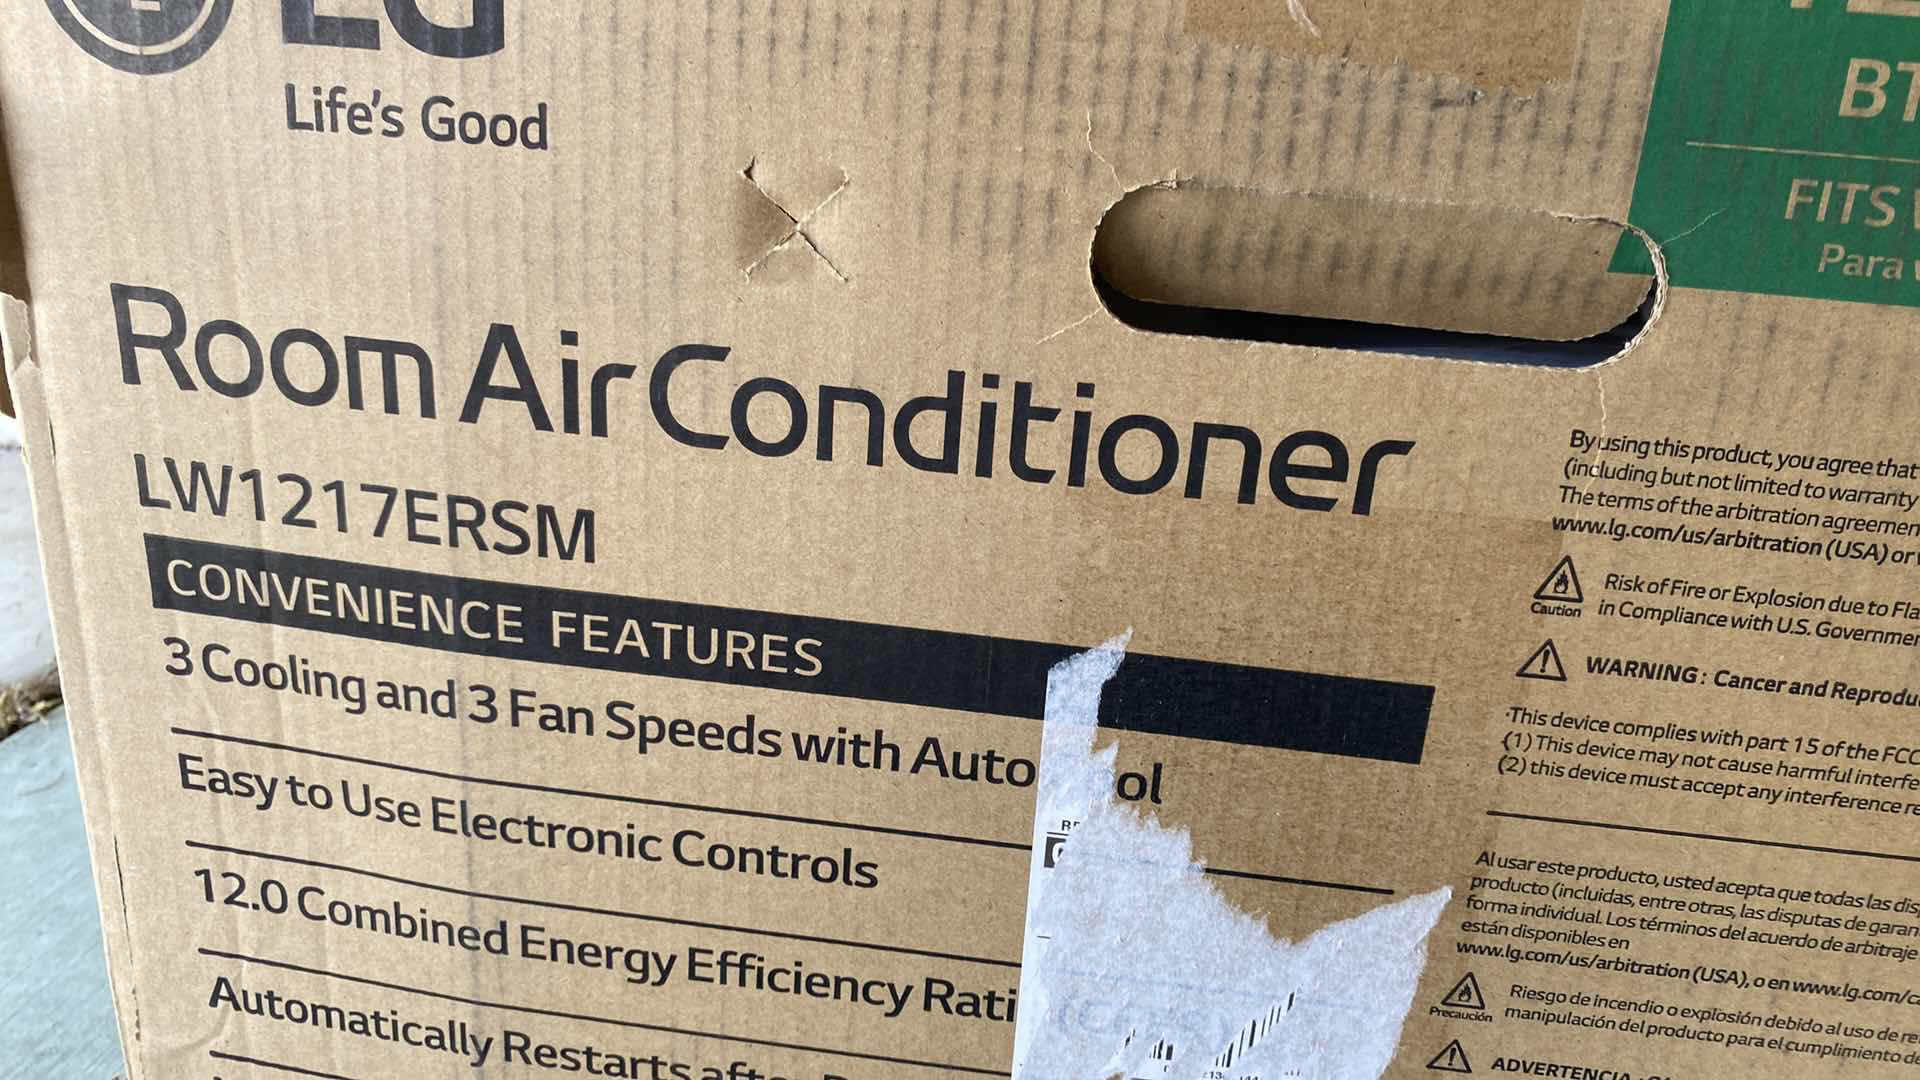 LG
Life's Good
BT
FITS
Para
Room Air Conditioner
LW1217ERSM
CONVENIENCE FEATURES
3 Cooling and 3 Fan Speeds with Auto ol
Easy to Use Electronic Controls
12.0 Combined Energy Efficiency Rati
Automatically Restarts
By using this product, you agree that
(including but not limited to warranty
The terms of the arbitration agreemen
www.lg.com/us/arbitration (USA) or
Caution
Risk of Fire or Explosion due to Fla
in Compliance with U.S. Governmen
WARNING : Cancer and Reprodu
·This device complies with part 15 of the FCC
(1) This device may not cause harmful interfe
(2) this device must accept any interference re
Al usar este producto, usted acepta que todas las dis
producto (incluidas, entre otras, las disputas de garan
forma individual. Los términos del acuerdo de arbitraje
están disponibles en
www.lg.com/us/arbitration (USA), o en www.lg.com/ca
Precaución
Riesgo de incendio o explosión debido al uso de re
manipulación del producto para el cumplimiento de
ADVERTENCIA